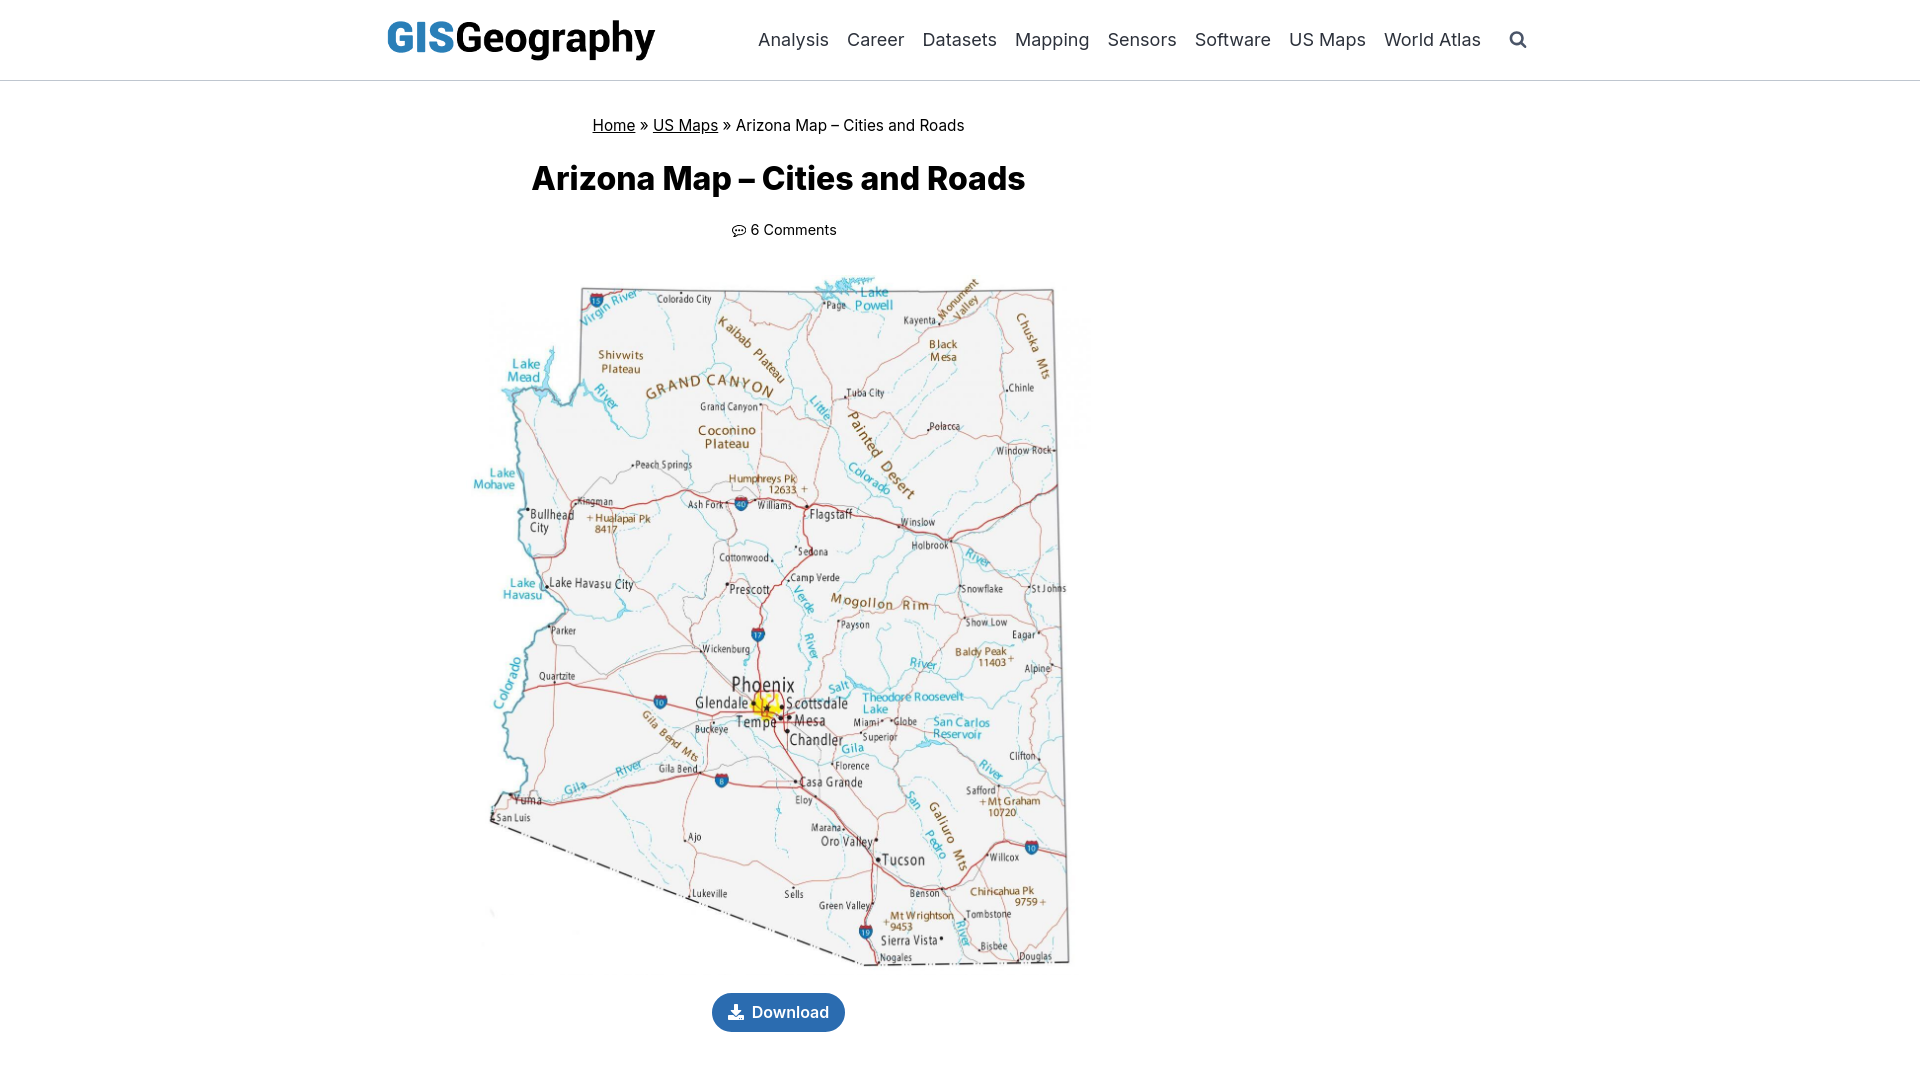 GISGeography
Analysis Career Datasets Mapping Sensors Software US Maps World Atlas
Home » US Maps » Arizona Map – Cities and Roads
Arizona Map – Cities and Roads
6 Comments
15
Virgin River
Colorado City
Lake
Powell
Page
Monument
Valley
Kayenta
Chuska Mts
Kaibab Plateau
Black
Mesa
Shivwits
Plateau
Lake
Mead
River
GRAND CANYON
Grand Canyon
Little
Tuba City
Chinle
Painted Desert
Coconino
Plateau
Polacca
Window Rock
Peach Springs
Colorado
Lake
Mohave
Humphreys Pk
12633
Kingman
Ash Fork
40
Williams
Flagstaff
Bullhead
City
Hualapai Pk
8417
Winslow
Holbrook
River
Cottonwood
Sedona
Camp Verde
Lake
Havasu
Lake Havasu City
Prescott
Verde
River
Mogollon Rim
Snowflake
St Johns
Parker
17
Payson
Show Low
Eagar
Wickenburg
Baldy Peak
11403
River
Alpine
Colorado
Quartzite
10
Phoenix
Glendale
Scottsdale
Tempe
Mesa
Chandler
Salt
Theodore Roosevelt
Lake
Miami
Globe
Superior
San Carlos
Reservoir
Gila Bend Mts
Buckeye
Gila
River
Clifton
Florence
Gila Bend
8
Casa Grande
Eloy
Gila
River
Safford
Mt Graham
10720
Yuma
San Luis
San
Pedro
River
Galiuro Mts
Marana
Oro Valley
Ajo
10
Tucson
Willcox
Lukeville
Sells
Benson
Chiricahua Pk
9759
Green Valley
Mt Wrightson
9453
Tombstone
19
Sierra Vista
Bisbee
Nogales
Douglas
Download